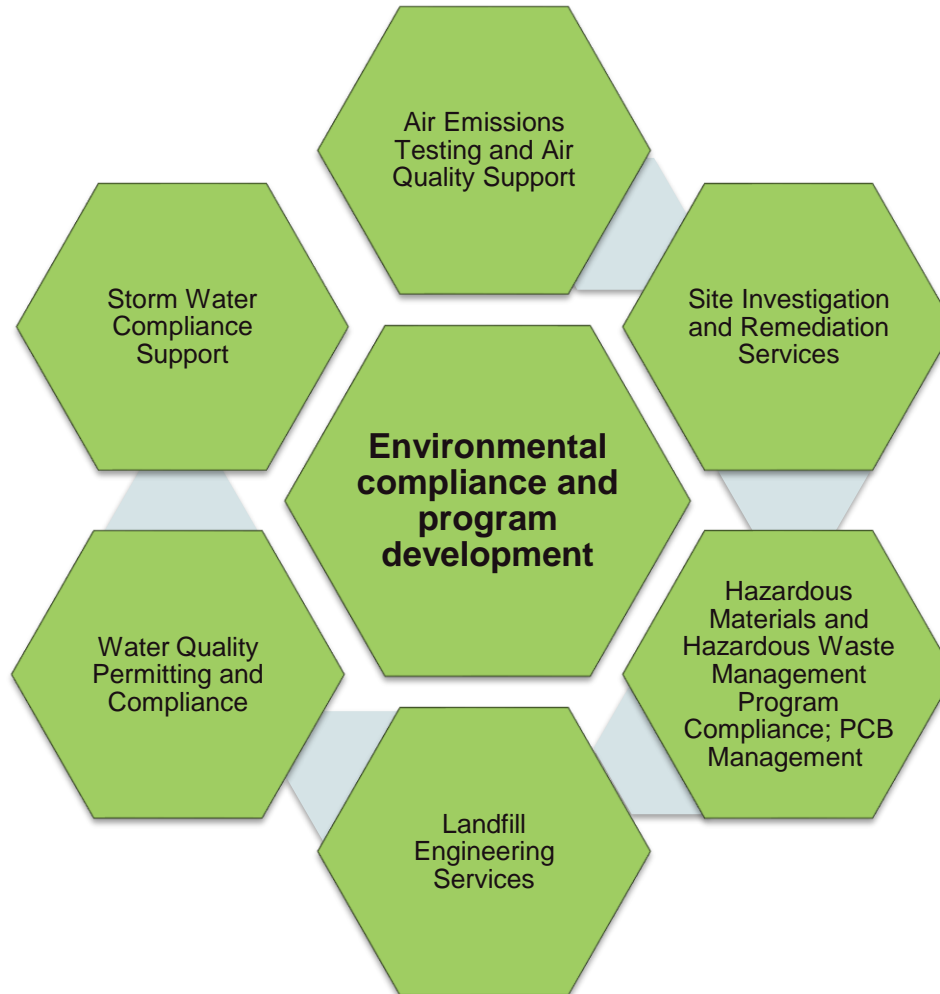 Air Emissions
Testing and Air
Quality Support
Storm Water
Compliance
Support
Site Investigation
and Remediation
Services
Environmental
compliance and
program
development
Water Quality
Permitting and
Compliance
Hazardous
Materials and
Hazardous Waste
Management
Program
Compliance; PCB
Management
Landfill
Engineering
Services